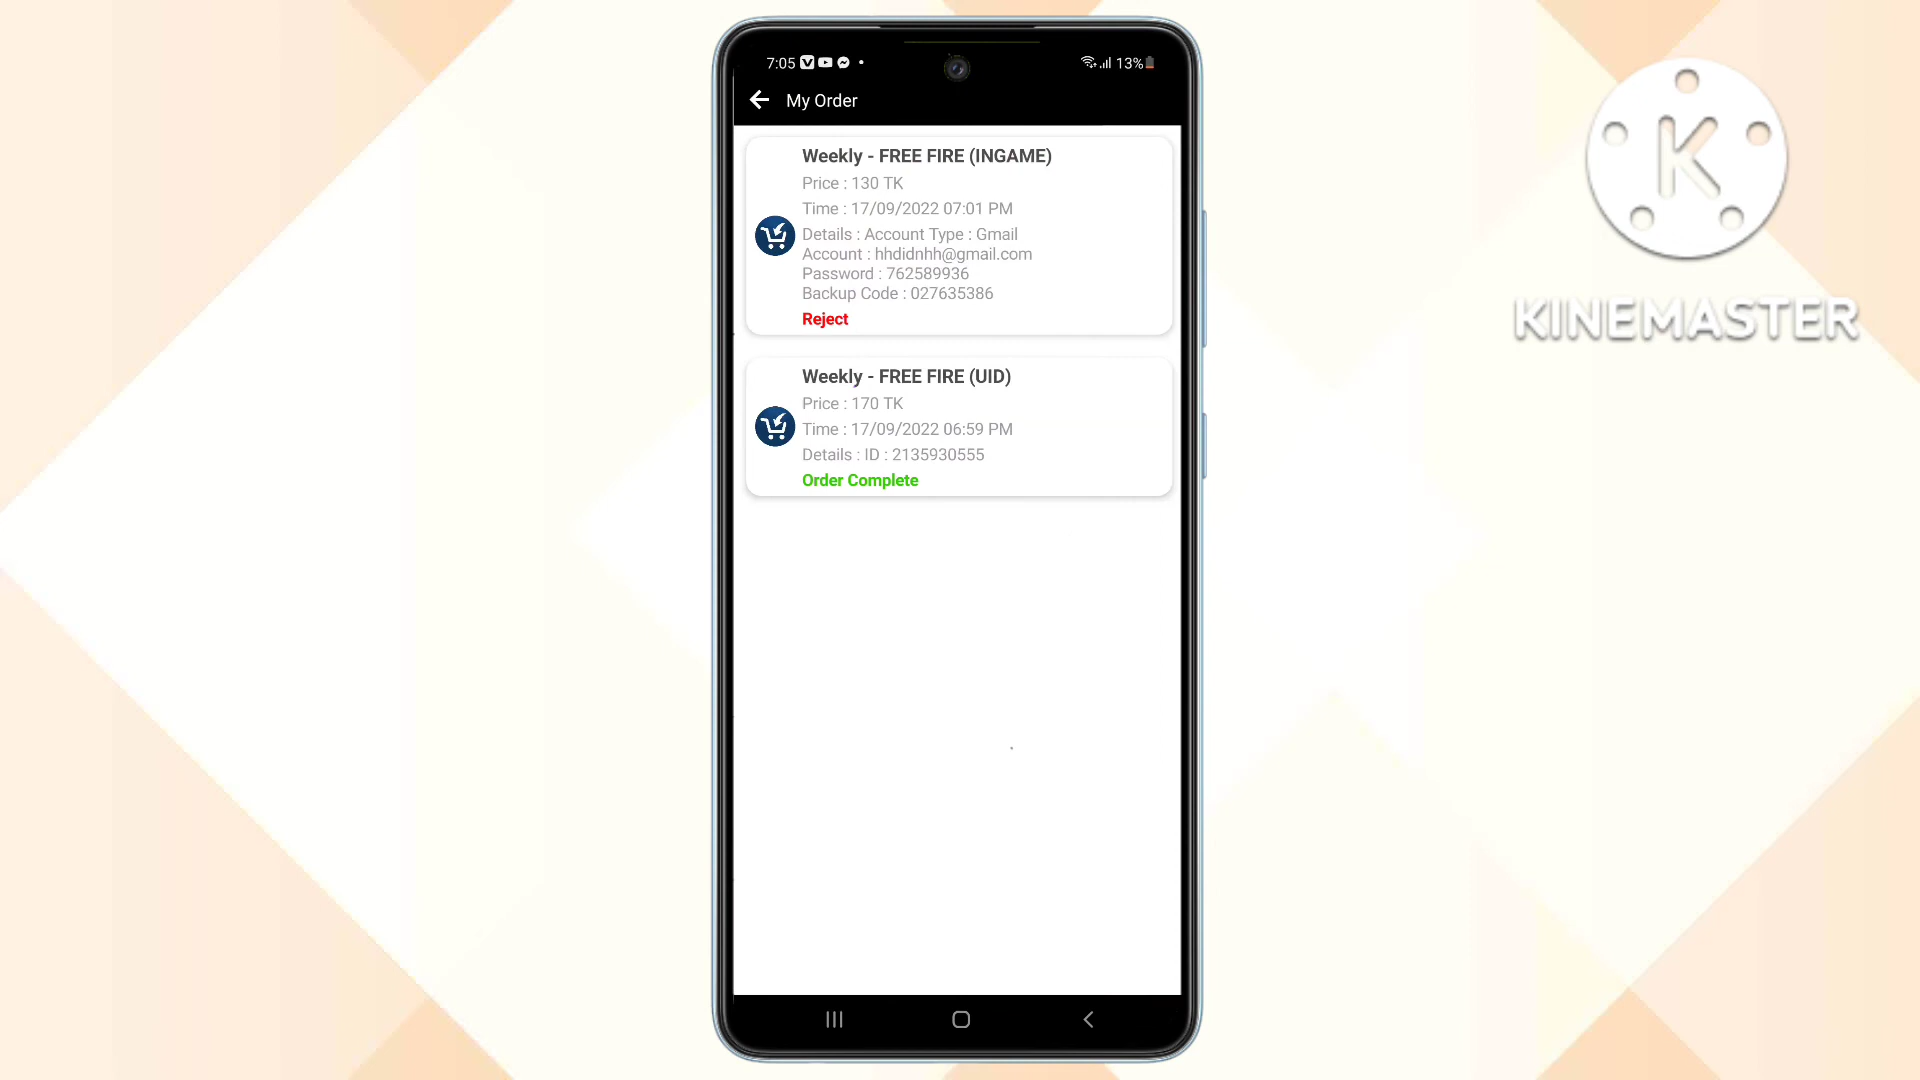 7:05
13%
My Order
Weekly - FREE FIRE (INGAME)
Price : 130 TK
Time : 17/09/2022 07:01 PM
Details : Account Type : Gmail
Account : hhdidnhh@gmail.com
Password : 762589936
Backup Code : 027635386
Reject
Weekly - FREE FIRE (UID)
Price : 170 TK
Time : 17/09/2022 06:59 PM
Details : ID : 2135930555
Order Complete
K
KINEMASTER